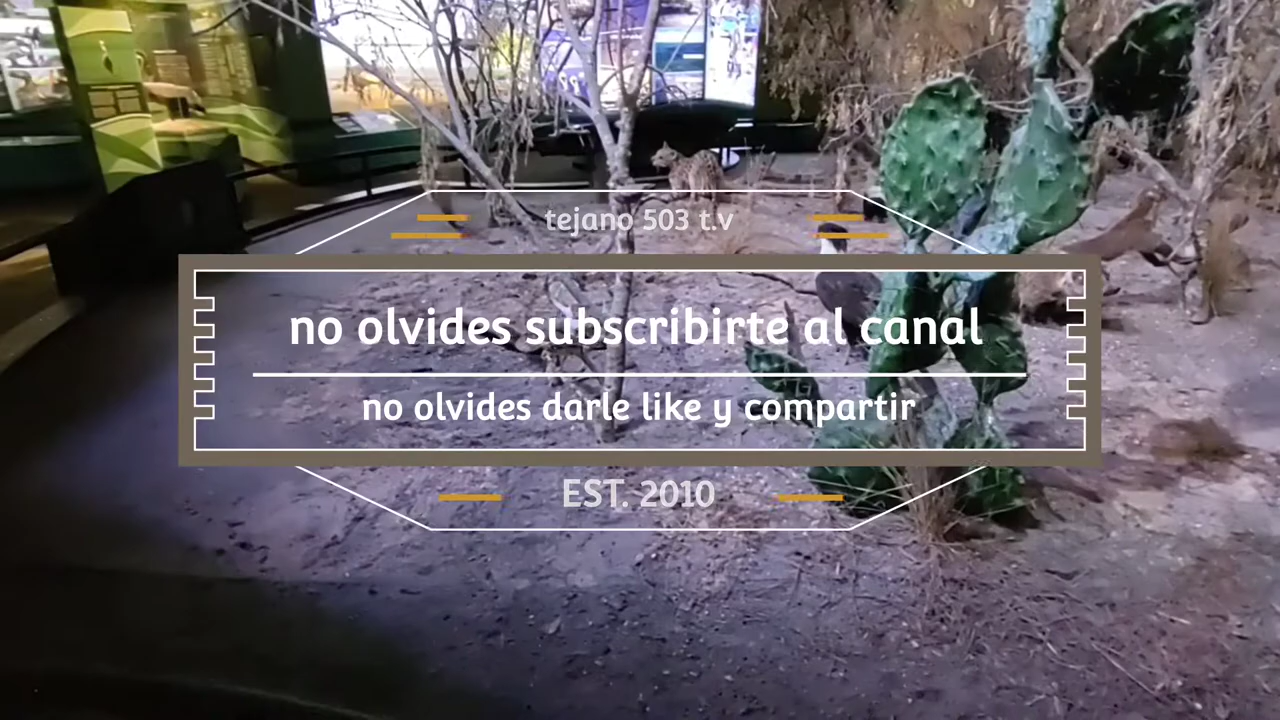 tejano 503 t.v
no olvides subscribirte al canal
no olvides darle like y compartir
EST. 2010